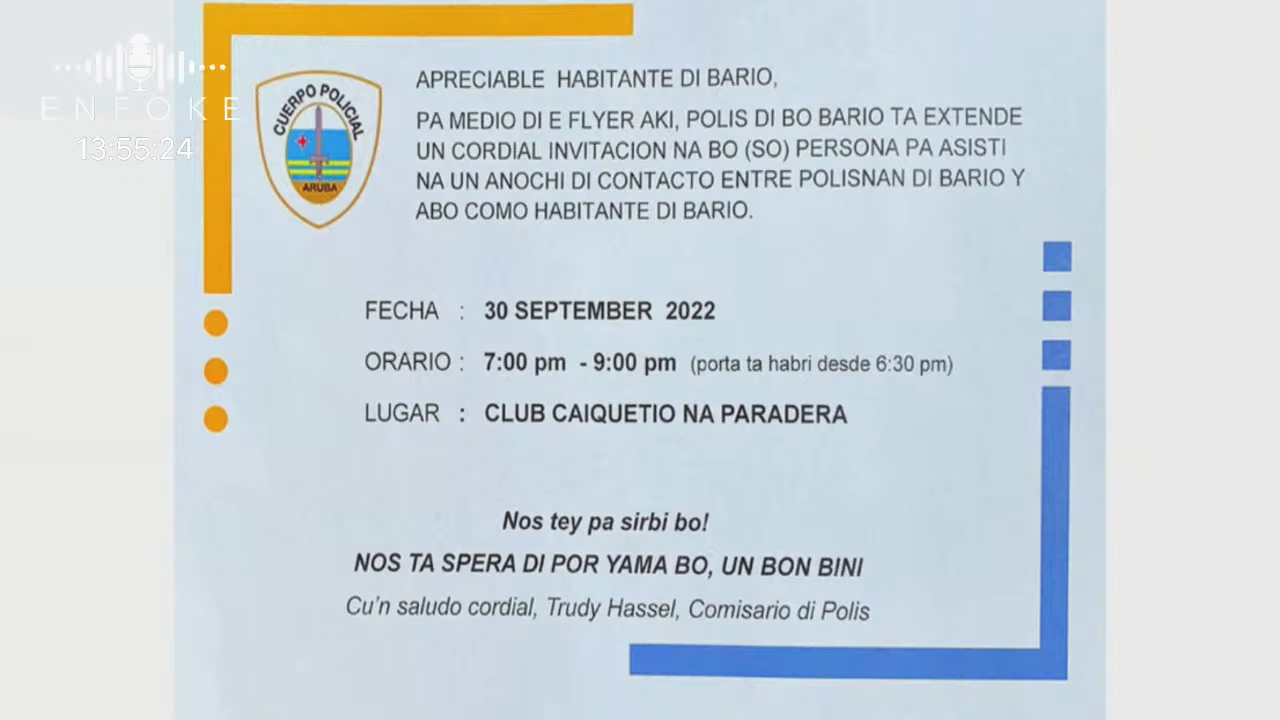 ENFOKE
13:55:24
CUERPO POLICIAL
ARUBA
APRECIABLE HABITANTE DI BARIO,
PA MEDIO DI E FLYER AKI, POLIS DI BO BARIO TA EXTENDE
UN CORDIAL INVITACION NA BO (SO) PERSONA PA ASISTI
NA UN ANOCHI DI CONTACTO ENTRE POLISNAN DI BARIO Y
ABO COMO HABITANTE DI BARIO.
FECHA : 30 SEPTEMBER 2022
ORARIO : 7:00 pm - 9:00 pm (porta ta habri desde 6:30 pm)
LUGAR : CLUB CAIQUETIO NA PARADERA
Nos tey pa sirbi bo!
NOS TA SPERA DI POR YAMA BO, UN BON BINI
Cu'n saludo cordial, Trudy Hassel, Comisario di Polis